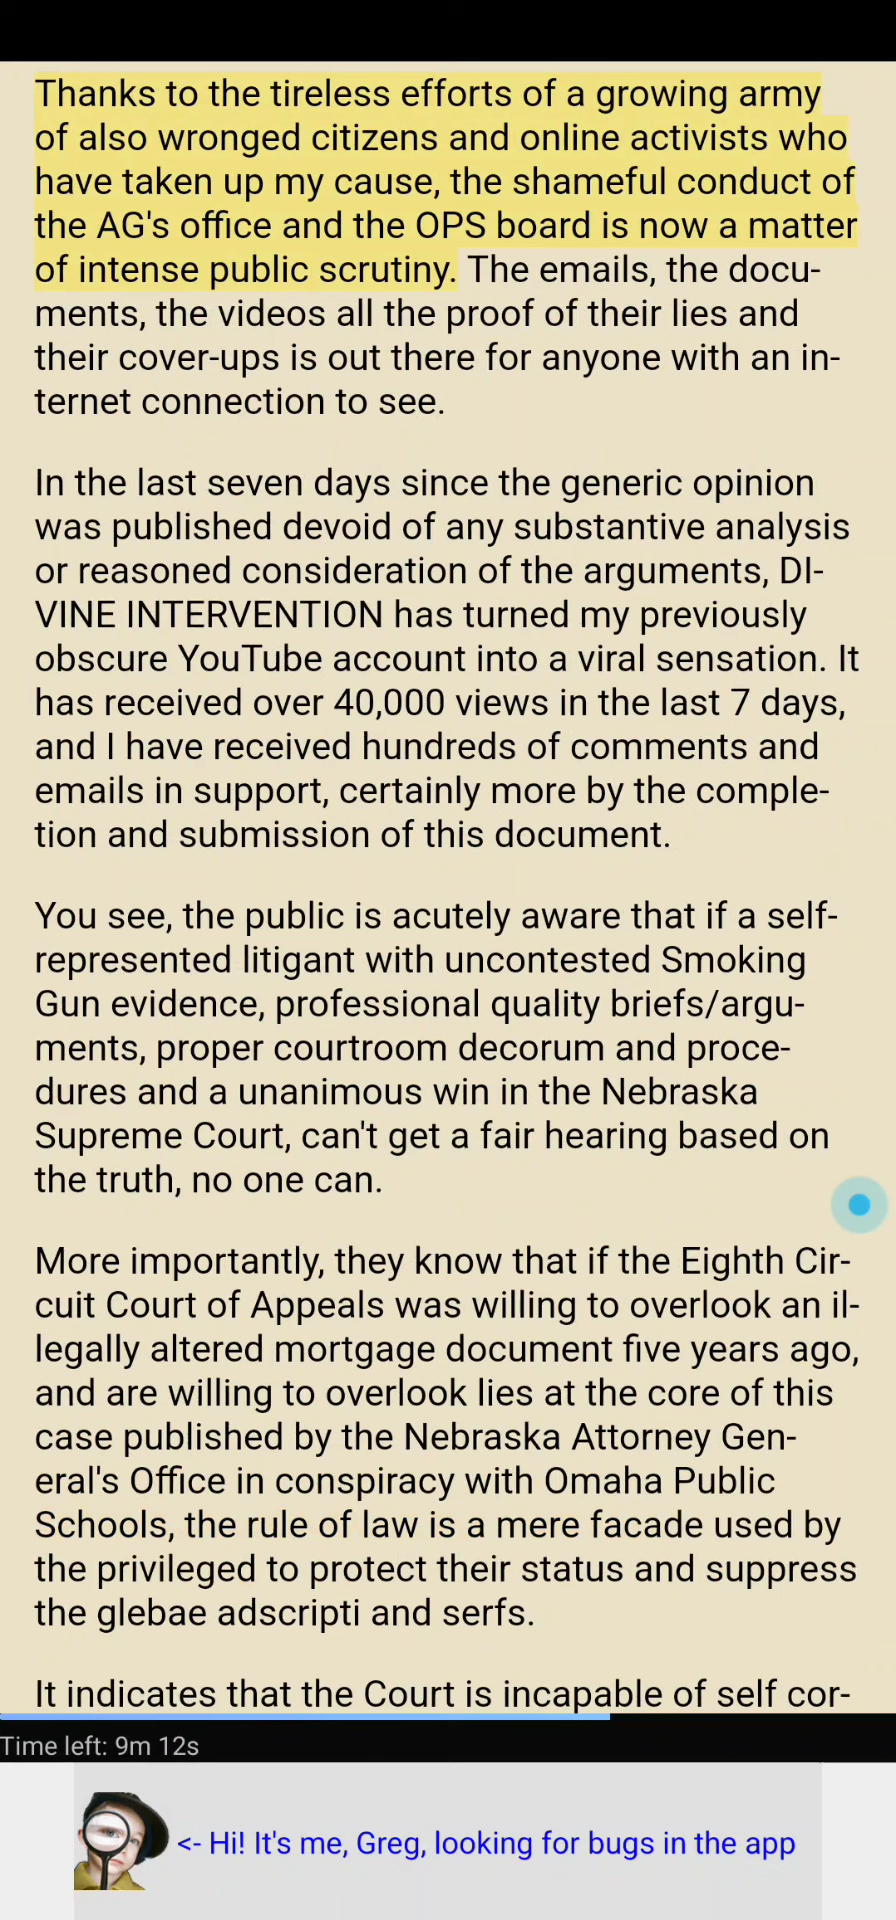 Thanks to the tireless efforts of a growing army
of also wronged citizens and online activists who
have taken up my cause, the shameful conduct of
the AG's office and the OPS board is now a matter
of intense public scrutiny. The emails, the docu-
ments, the videos all the proof of their lies and
their cover-ups is out there for anyone with an in-
ternet connection to see.
In the last seven days since the generic opinion
was published devoid of any substantive analysis
or reasoned consideration of the arguments, DI-
VINE INTERVENTION has turned my previously
obscure YouTube account into a viral sensation. It
has received over 40,000 views in the last 7 days,
and I have received hundreds of comments and
emails in support, certainly more by the comple-
tion and submission of this document.
You see, the public is acutely aware that if a self-
represented litigant with uncontested Smoking
Gun evidence, professional quality briefs/argu-
ments, proper courtroom decorum and proce-
dures and a unanimous win in the Nebraska
Supreme Court, can't get a fair hearing based on
the truth, no one can.
More importantly, they know that if the Eighth Cir-
cuit Court of Appeals was willing to overlook an il-
legally altered mortgage document five years ago,
and are willing to overlook lies at the core of this
case published by the Nebraska Attorney Gen-
eral's Office in conspiracy with Omaha Public
Schools, the rule of law is a mere facade used by
the privileged to protect their status and suppress
the glebae adscripti and serfs.
It indicates that the Court is incapable of self cor-
Time left: 9m 12s
<- Hi! It's me, Greg, looking for bugs in the app